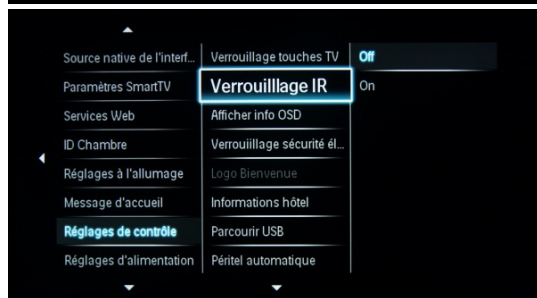 Source native de l'interf...
Paramètres SmartTV
Services Web
ID Chambre
Réglages à l'allumage
Message d'accueil
Réglages de contrôle
Réglages d'alimentation
Verrouillage touches TV
Verrouilllage IR
Afficher info OSD
Verrouiillage sécurité él...
Logo Bienvenue
Informations hôtel
Parcourir USB
Péritel automatique
Off
On